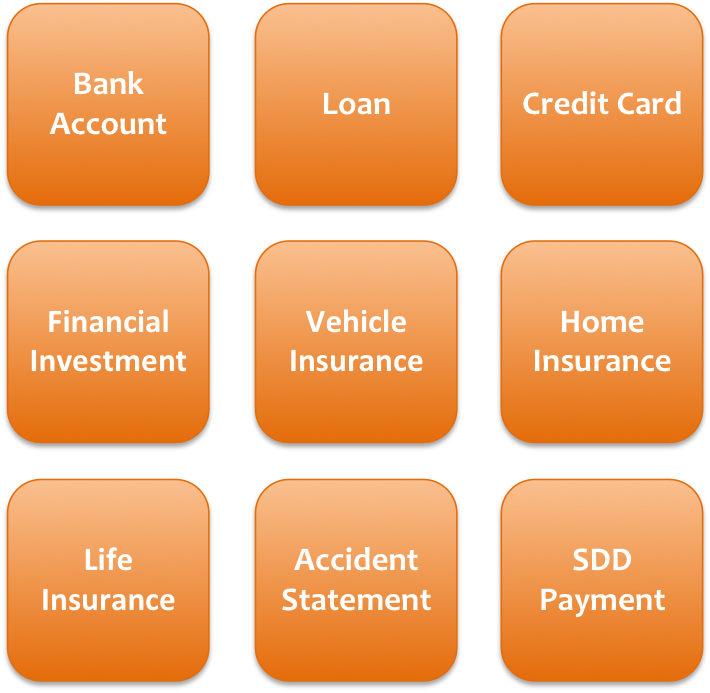 Bank
Account
Loan
Credit Card
Financial
Investment
Vehicle
Insurance
Home
Insurance
Life
Insurance
Accident
Statement
SDD
Payment